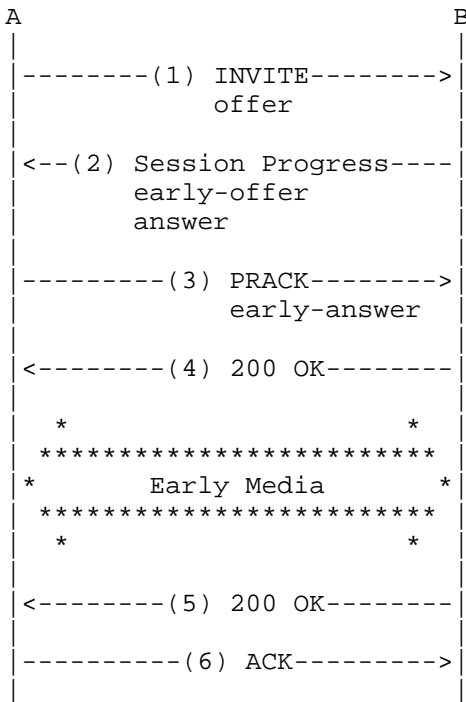 A                                       B
|                                       |
|--------(1) INVITE-------->|
|            offer            |
|                                       |
|<--(2) Session Progress----|
|       early-offer           |
|       answer                |
|                                       |
|---------(3) PRACK-------->|
|             early-answer    |
|                                       |
|<--------(4) 200 OK--------|
|                                       |
|  *                      *  |
| ************************* |
|*       Early Media       *|
| ************************* |
|  *                      *  |
|                                       |
|<--------(5) 200 OK--------|
|                                       |
|----------(6) ACK--------->|
|                                       |